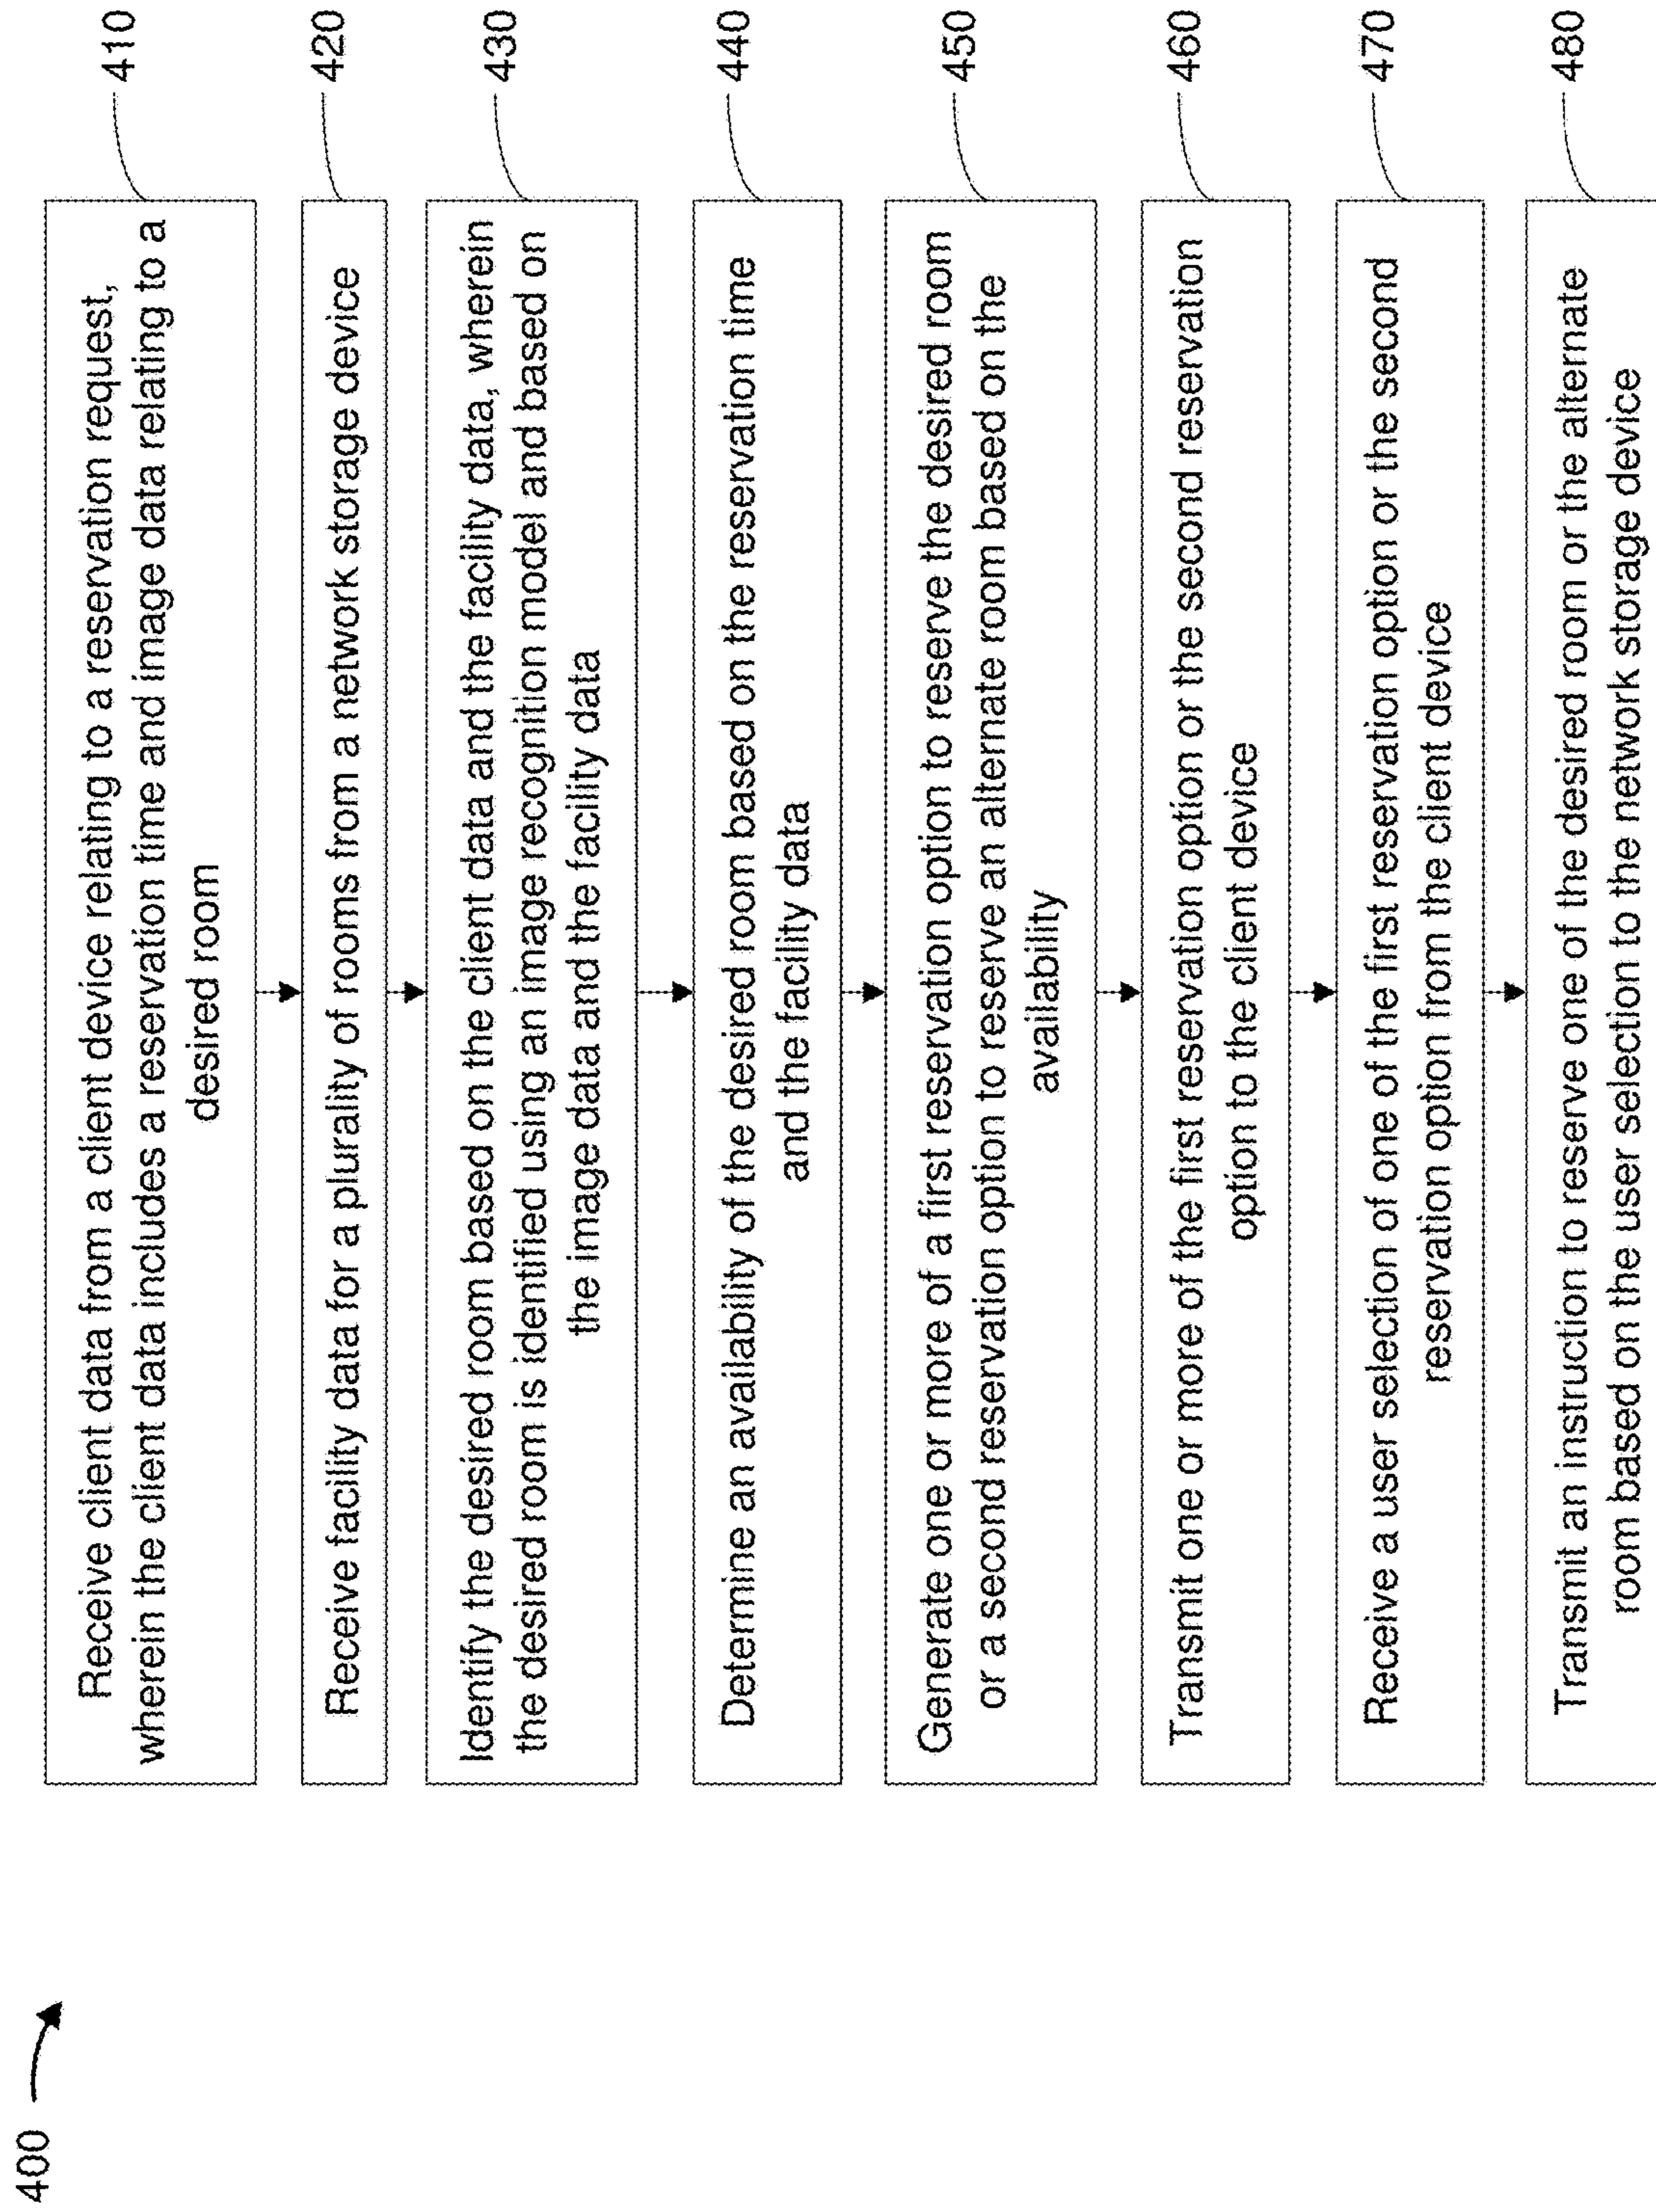 400
Receive client data from a client device relating to a reservation request,
wherein the client data includes a reservation time and image data relating to a
desired room
410
Receive facility data for a plurality of rooms from a network storage device
420
Identify the desired room based on the client data and the facility data, wherein
the desired room is identified using an image recognition model and based on
the image data and the facility data
430
Determine an availability of the desired room based on the reservation time
and the facility data
440
Generate one or more of a first reservation option to reserve the desired room
or a second reservation option to reserve an alternate room based on the
availability
450
Transmit one or more of the first reservation option or the second reservation
option to the client device
460
Receive a user selection of one of the first reservation option or the second
reservation option from the client device
470
Transmit an instruction to reserve one of the desired room or the alternate
room based on the user selection to the network storage device
480